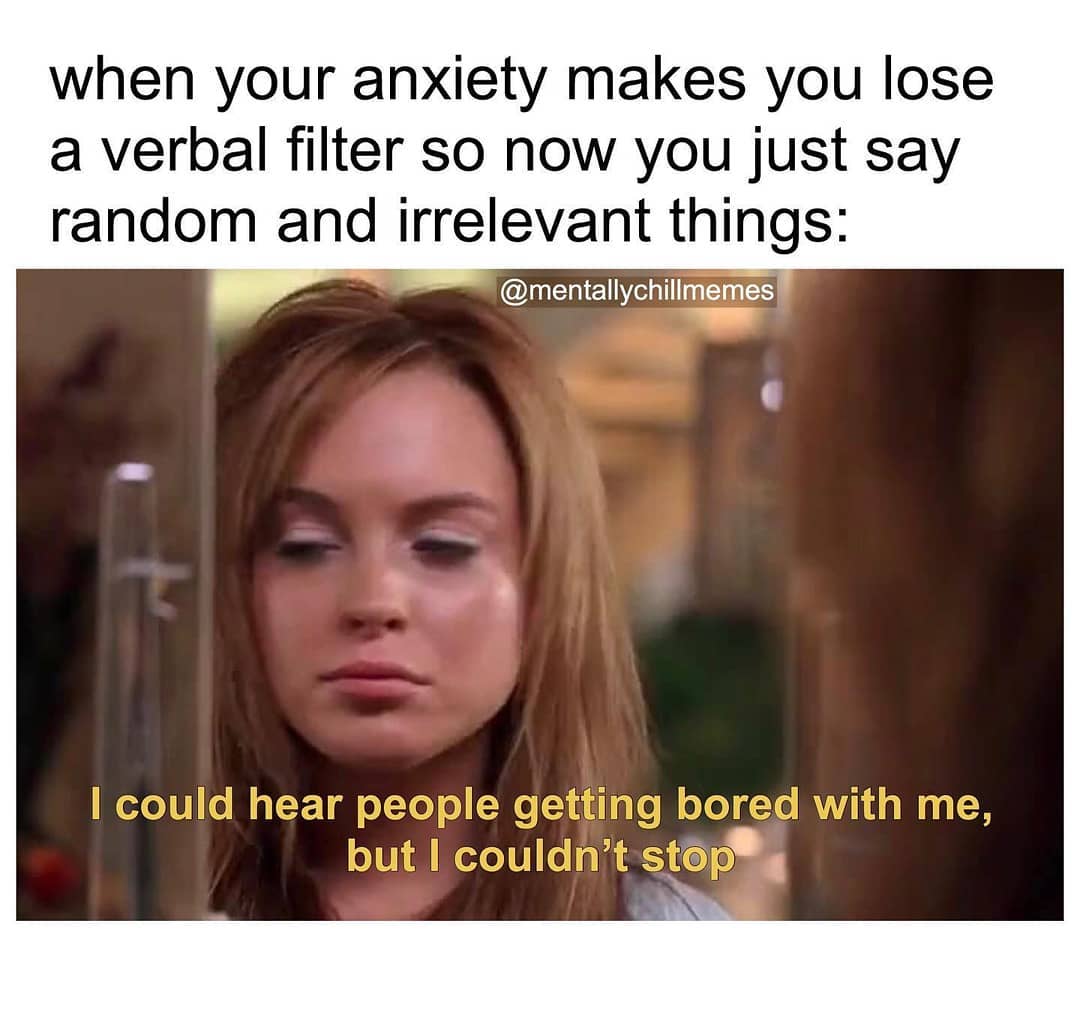 when your anxiety makes you lose
a verbal filter so now you just say
random and irrelevant things:
@mentallychillmemes
I could hear people getting bored with me,
but I couldn’t stop